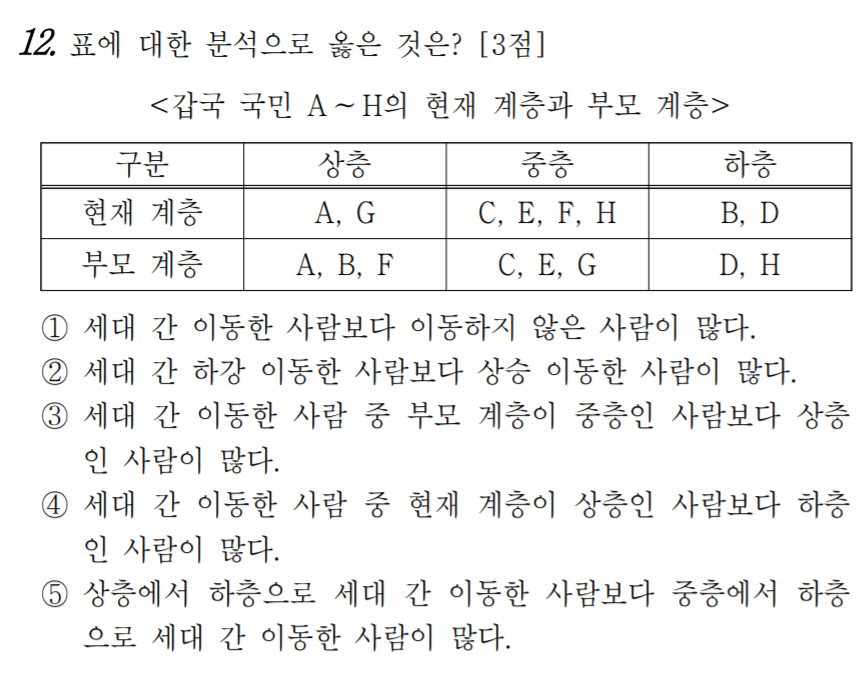 12. 표에 대한 분석으로 옳은 것은? [3점]
<갑국 국민 A～H의 현재 계층과 부모 계층>
구분 상층 중층 하층
현재 계층 A, G C, E, F, H B, D
부모 계층 A, B, F C, E, G D, H
① 세대 간 이동한 사람보다 이동하지 않은 사람이 많다.
② 세대 간 하강 이동한 사람보다 상승 이동한 사람이 많다.
③ 세대 간 이동한 사람 중 부모 계층이 중층인 사람보다 상층
인 사람이 많다.
④ 세대 간 이동한 사람 중 현재 계층이 상층인 사람보다 하층
인 사람이 많다.
⑤ 상층에서 하층으로 세대 간 이동한 사람보다 중층에서 하층
으로 세대 간 이동한 사람이 많다.